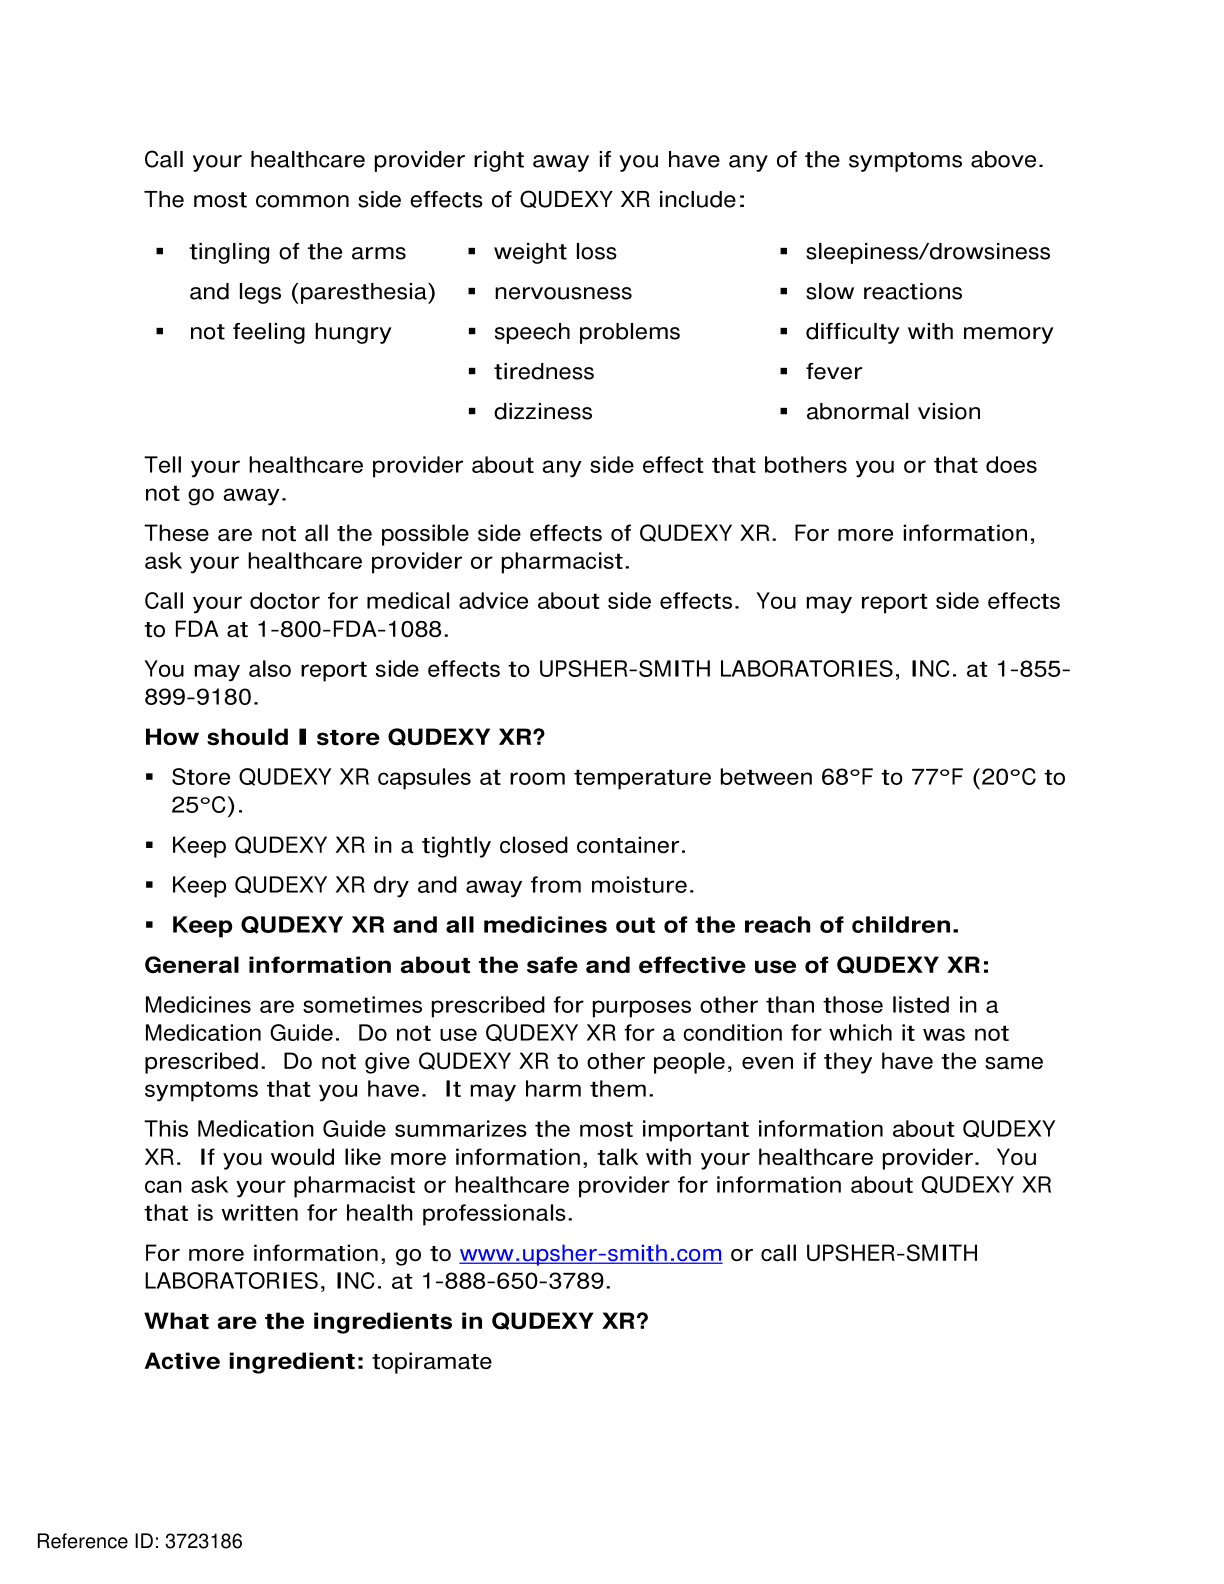 Call your healthcare provider right away if you have any of the symptoms above.
The most common side effects of QUDEXY XR include:
▪ tingling of the arms
and legs (paresthesia)
▪ not feeling hungry
▪ weight loss
▪ nervousness
▪ speech problems
▪ tiredness
▪ dizziness
▪ sleepiness/drowsiness
▪ slow reactions
▪ difficulty with memory
▪ fever
▪ abnormal vision
Tell your healthcare provider about any side effect that bothers you or that does
not go away.
These are not all the possible side effects of QUDEXY XR.  For more information,
ask your healthcare provider or pharmacist.
Call your doctor for medical advice about side effects.  You may report side effects
to FDA at 1-800-FDA-1088.
You may also report side effects to UPSHER-SMITH LABORATORIES, INC. at 1-855-
899-9180.
How should I store QUDEXY XR?
▪ Store QUDEXY XR capsules at room temperature between 68ºF to 77ºF (20ºC to
25ºC).
▪ Keep QUDEXY XR in a tightly closed container.
▪ Keep QUDEXY XR dry and away from moisture.
▪ Keep QUDEXY XR and all medicines out of the reach of children.
General information about the safe and effective use of QUDEXY XR:
Medicines are sometimes prescribed for purposes other than those listed in a
Medication Guide.  Do not use QUDEXY XR for a condition for which it was not
prescribed.  Do not give QUDEXY XR to other people, even if they have the same
symptoms that you have.  It may harm them.
This Medication Guide summarizes the most important information about QUDEXY
XR.  If you would like more information, talk with your healthcare provider.  You
can ask your pharmacist or healthcare provider for information about QUDEXY XR
that is written for health professionals.
For more information, go to www.upsher-smith.com or call UPSHER-SMITH
LABORATORIES, INC. at 1-888-650-3789.
What are the ingredients in QUDEXY XR?
Active ingredient: topiramate
Reference ID: 3723186